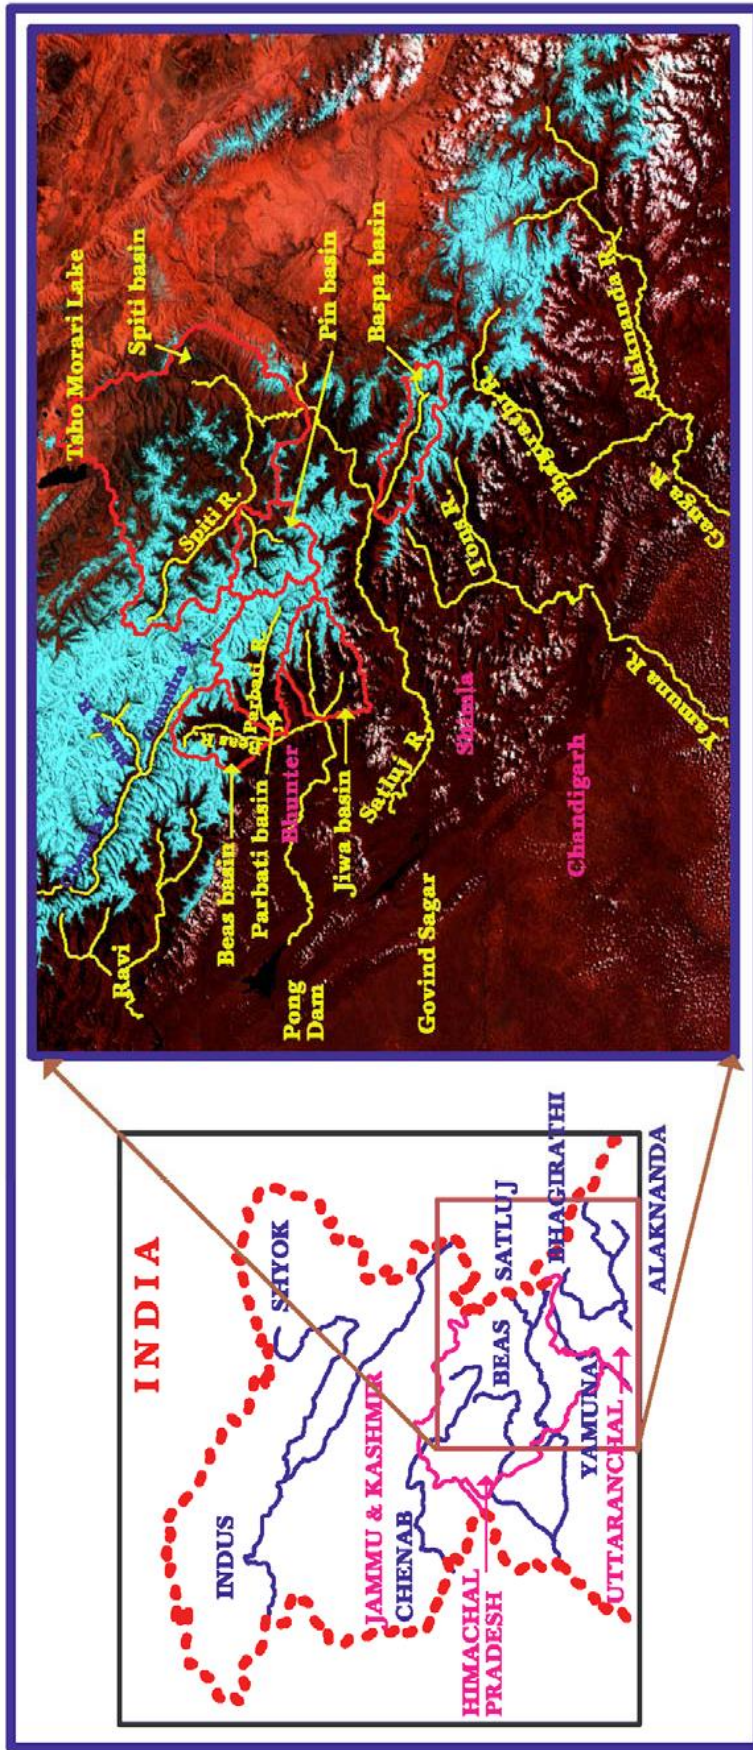 INDIA
SHYOK
INDUS
JAMMU & KASHMIR
CHENAB
HIMACHAL
PRADESH
BEAS
SATLUJ
YAMUNA
UTTARANCHAL
BHAGIRATHI
ALAKNANDA
Tsho Morari Lake
Spiti basin
Spiti R.
Chandra R.
Ravi
Beas R.
Parbati R.
Beas basin
Parbati basin
Bhunter
Jiwa basin
Pin basin
Baspa basin
Pong
Dam
Govind Sagar
Satluj R.
Shimla
Chandigarh
Tons R.
Yamuna R.
Bhagirathi R.
Alaknanda R.
Ganga R.